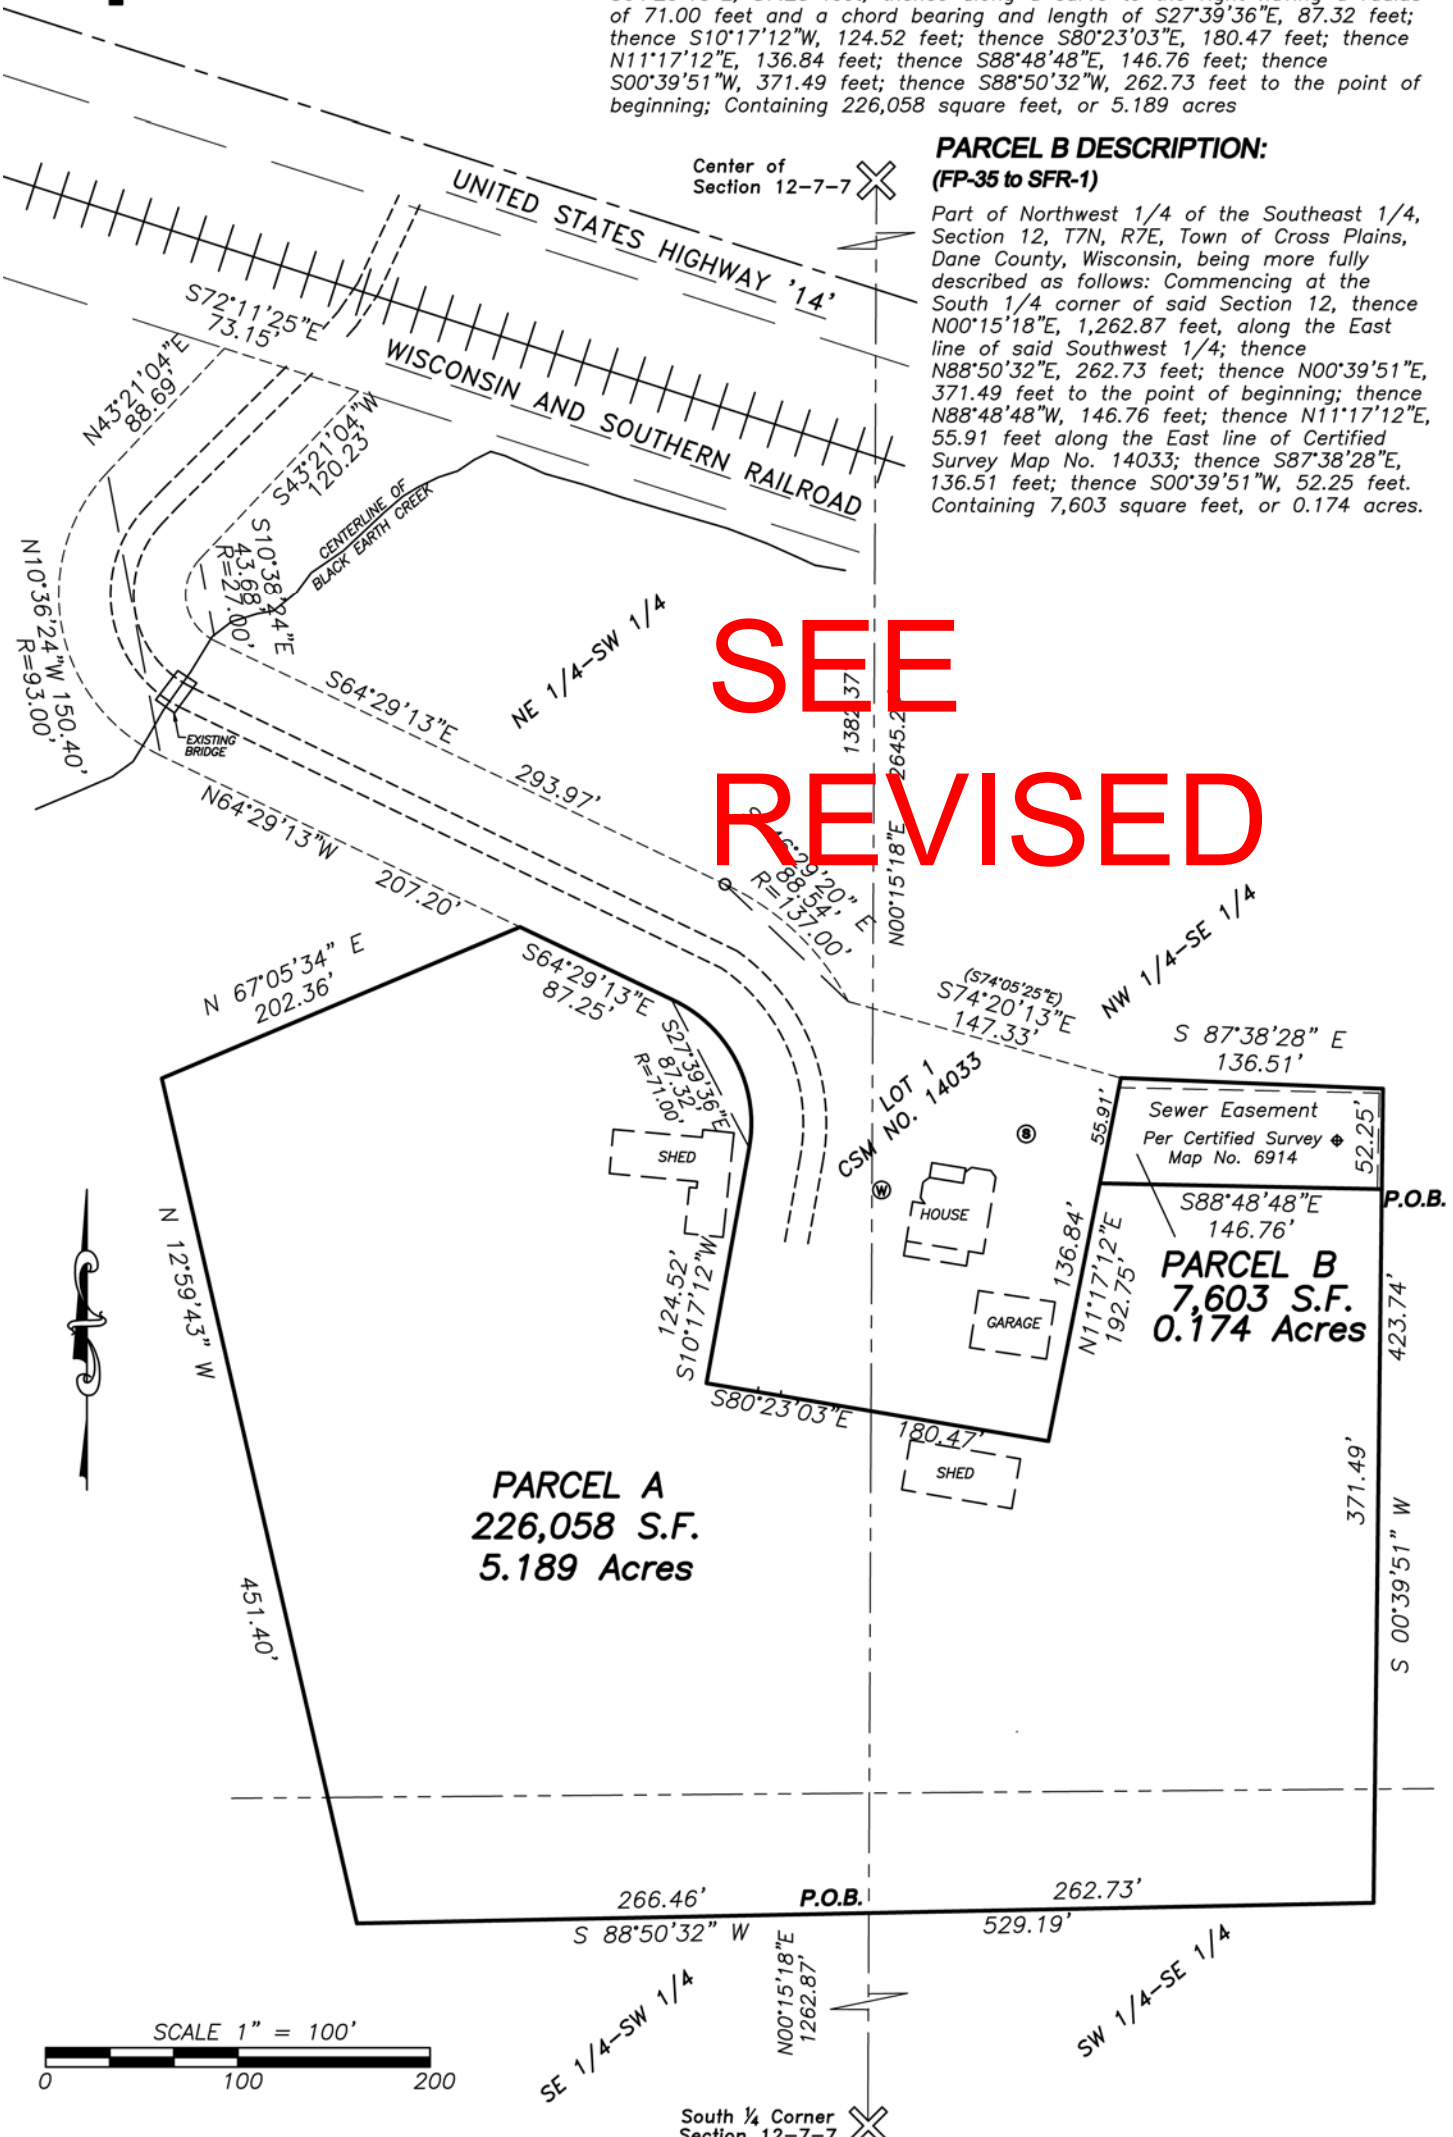 of 71.00 feet and a chord bearing and length of S27°39'36"E, 87.32 feet;
thence S10°17'12"W, 124.52 feet; thence S80°23'03"E, 180.47 feet; thence
N11°17'12"E, 136.84 feet; thence S88°48'48"E, 146.76 feet; thence
S00°39'51"W, 371.49 feet; thence S88°50'32"W, 262.73 feet to the point of
beginning; Containing 226,058 square feet, or 5.189 acres
PARCEL B DESCRIPTION:
(FP-35 to SFR-1)
Part of Northwest 1/4 of the Southeast 1/4,
Section 12, T7N, R7E, Town of Cross Plains,
Dane County, Wisconsin, being more fully
described as follows: Commencing at the
South 1/4 corner of said Section 12, thence
N00°15'18"E, 1,262.87 feet, along the East
line of said Southwest 1/4; thence
N88°50'32"E, 262.73 feet; thence N00°39'51"E,
371.49 feet to the point of beginning; thence
N88°48'48"W, 146.76 feet; thence N11°17'12"E,
55.91 feet along the East line of Certified
Survey Map No. 14033; thence S87°38'28"E,
136.51 feet; thence S00°39'51"W, 52.25 feet.
Containing 7,603 square feet, or 0.174 acres.
Center of
Section 12-7-7
UNITED STATES HIGHWAY '14'
WISCONSIN AND SOUTHERN RAILROAD
S72°11'25"E
73.15'
N43°21'04"E
88.69'
S43°21'04"W
120.23'
CENTERLINE OF
BLACK EARTH CREEK
S10°38'24"E
43.68'
R=27.00'
N10°36'24"W 150.40'
R=93.00'
EXISTING
BRIDGE
NE 1/4-SW 1/4
SEE
REVISED
S64°29'13"E
293.97'
N64°29'13"W
207.20'
46°29'20" E
88.54'
R=137.00'
N00°15'18"E
NW 1/4-SE 1/4
N 67°05'34" E
202.36'
S64°29'13"E
87.25'
S27°39'36"E
87.32'
R=71.00'
(S74°05'25"E)
S74°20'13"E
147.33'
S 87°38'28" E
136.51'
LOT 1
CSM NO. 14033
55.91'
Sewer Easement
Per Certified Survey
Map No. 6914
52.25'
SHED
S
W
HOUSE
GARAGE
S88°48'48"E
146.76'
P.O.B.
PARCEL B
7,603 S.F.
0.174 Acres
136.84'
N11°17'12"E
192.75'
423.74'
N 12°59'43" W
451.40'
124.52'
S10°17'12"W
S80°23'03"E
180.47'
SHED
371.49'
S 00°39'51" W
PARCEL A
226,058 S.F.
5.189 Acres
266.46'
P.O.B.
262.73'
S 88°50'32" W
529.19'
N00°15'18"E
1262.87'
SE 1/4-SW 1/4
SW 1/4-SE 1/4
SCALE 1" = 100'
0 100 200
South ¼ Corner
Section 12-7-7